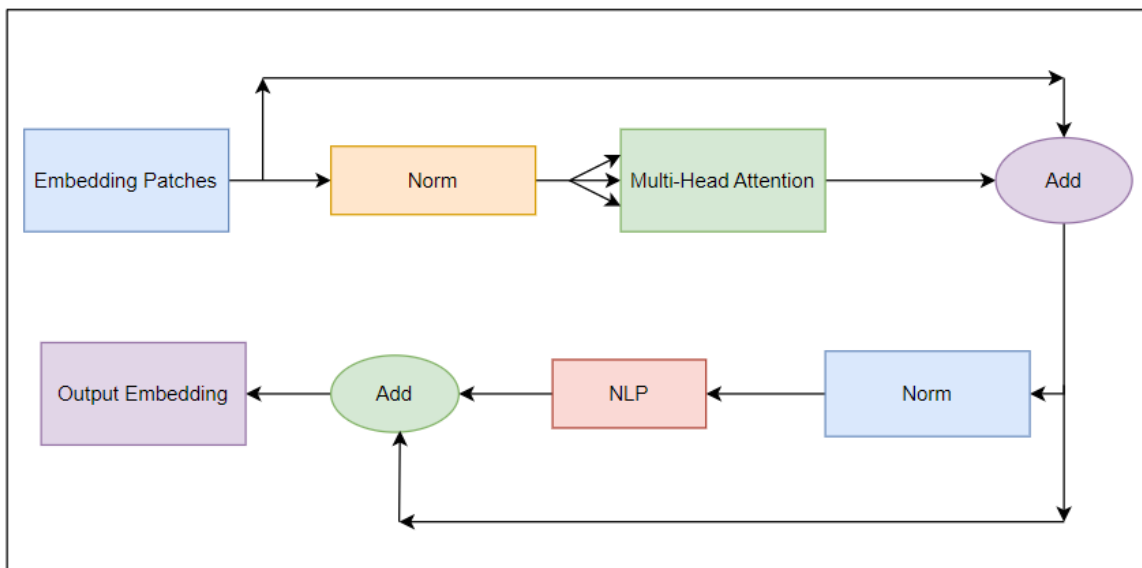 Embedding Patches
Norm
Multi-Head Attention
Add
Output Embedding
Add
NLP
Norm